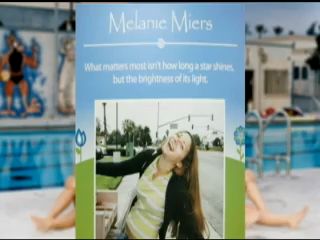 Melanie Miers
What matters most isn't how long a star shines,
but the brightness of its light.